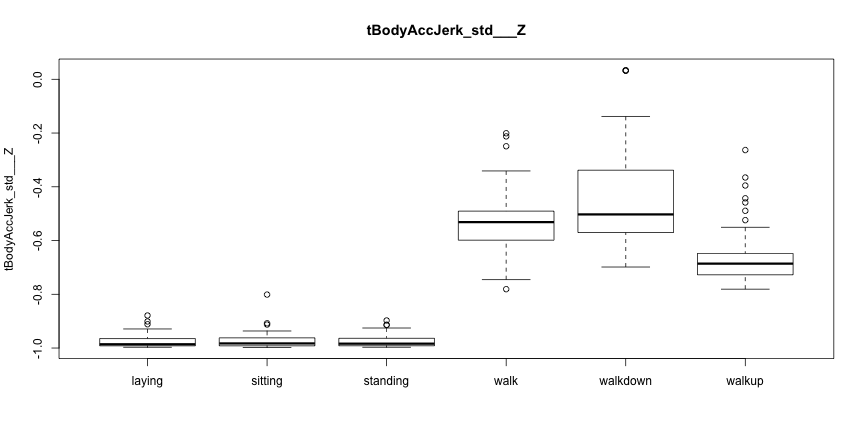 tBodyAccJerk_std___Z
tBodyAccJerk_std___Z
0.0
-0.2
-0.4
-0.6
-0.8
-1.0
laying sitting standing walk walkdown walkup